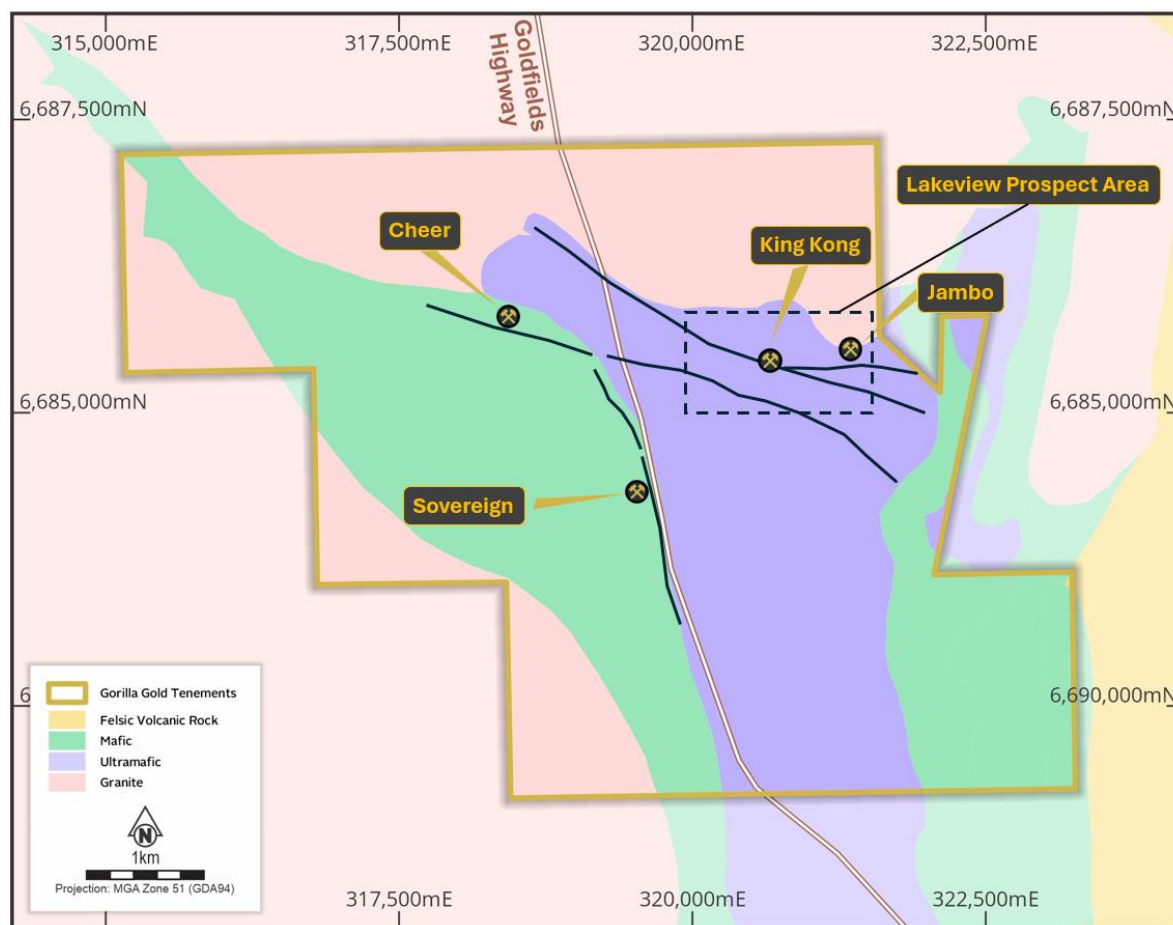 315,000mE
317,500mE
320,000mE
322,500mE
Goldfields
Highway
6,687,500mN
6,687,500mN
Lakeview Prospect Area
Cheer
King Kong
Jambo
6,685,000mN
6,685,000mN
Sovereign
6
6,690,000mN
Gorilla Gold Tenements
Felsic Volcanic Rock
Mafic
Ultramafic
Granite
N
1km
Projection: MGA Zone 51 (GDA94)
317,500mE
320,000mE
322,500mE